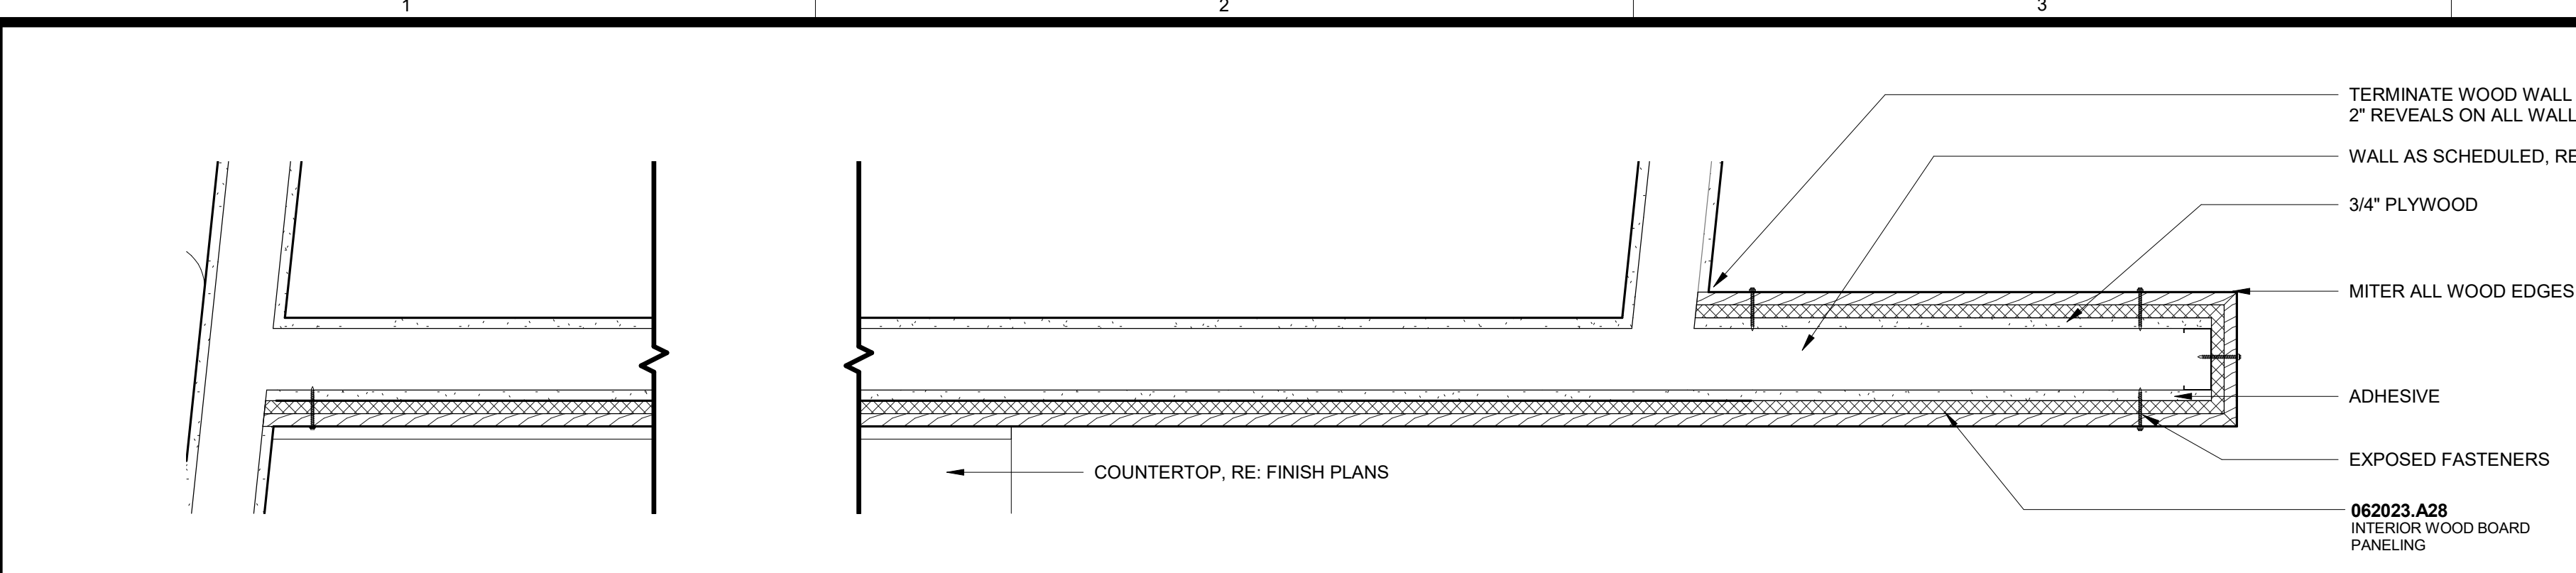 1
2
3
TERMINATE WOOD WALL
2" REVEALS ON ALL WALL
WALL AS SCHEDULED, RE
3/4" PLYWOOD
MITER ALL WOOD EDGES
ADHESIVE
COUNTERTOP, RE: FINISH PLANS
EXPOSED FASTENERS
062023.A28
INTERIOR WOOD BOARD
PANELING